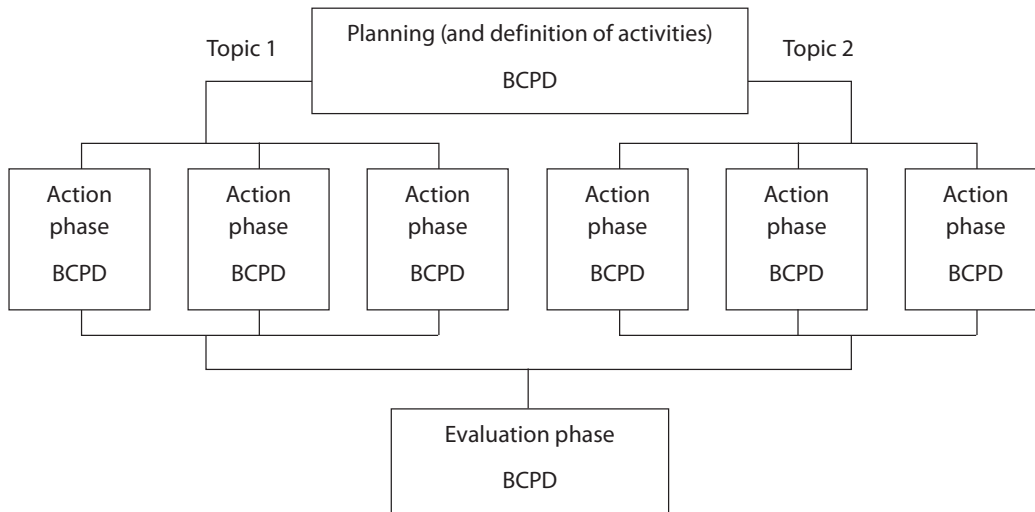 Planning (and definition of activities)
Topic 1
Topic 2
BCPD
Action
phase
BCPD
Action
phase
BCPD
Action
phase
BCPD
Action
phase
BCPD
Action
phase
BCPD
Action
phase
BCPD
Evaluation phase
BCPD